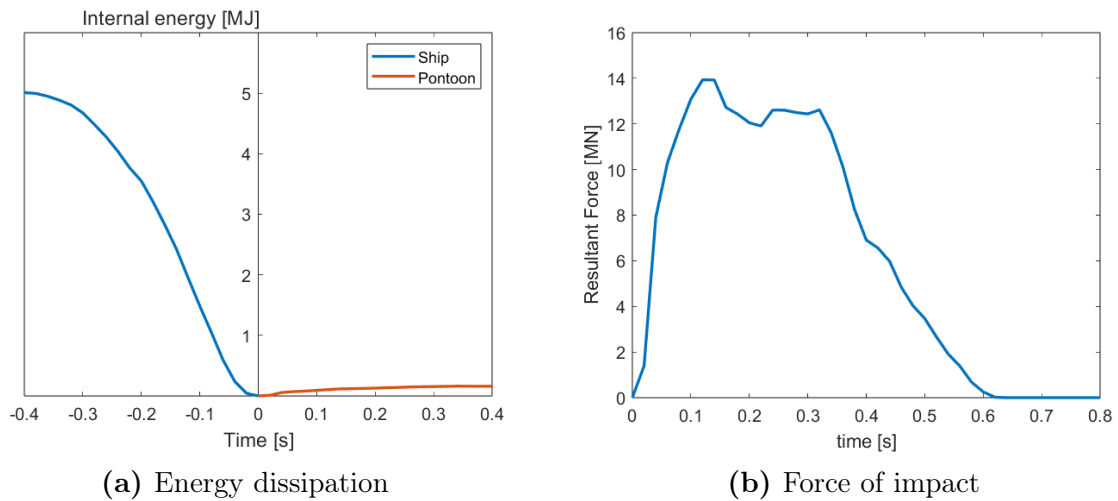 Internal energy [MJ]
Ship
Pontoon
5
4
3
2
1
-0.4 -0.3 -0.2 -0.1 0 0.1 0.2 0.3 0.4
Time [s]
(a) Energy dissipation
16
14
12
10
8
6
4
2
0
Resultant Force [MN]
0 0.1 0.2 0.3 0.4 0.5 0.6 0.7 0.8
time [s]
(b) Force of impact